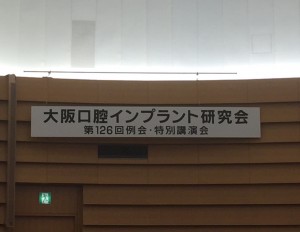 大阪口腔インプラント研究会
第126回例会・特別講演会